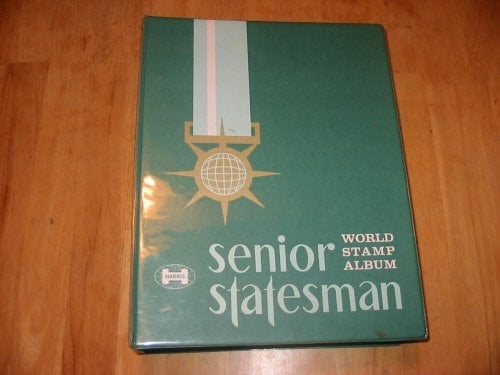 senior
WORLD
STAMP
ALBUM
statesman
HARRIS